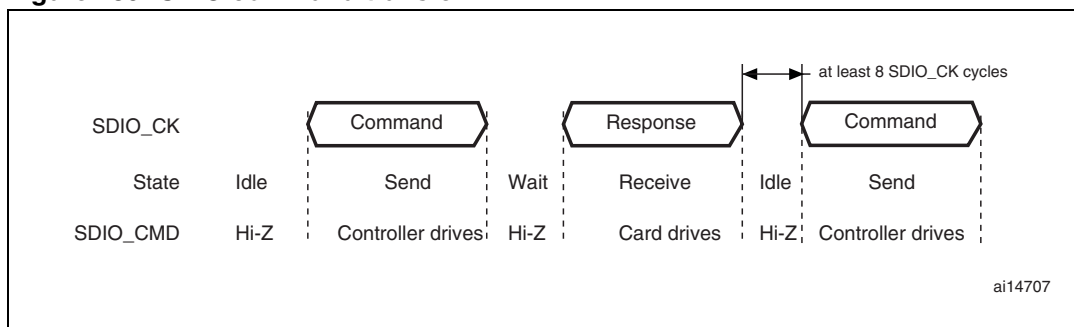 at least 8 SDIO_CK cycles
SDIO_CK Command Response Command
State Idle Send Wait Receive Idle Send
SDIO_CMD Hi-Z Controller drives Hi-Z Card drives Hi-Z Controller drives
ai14707